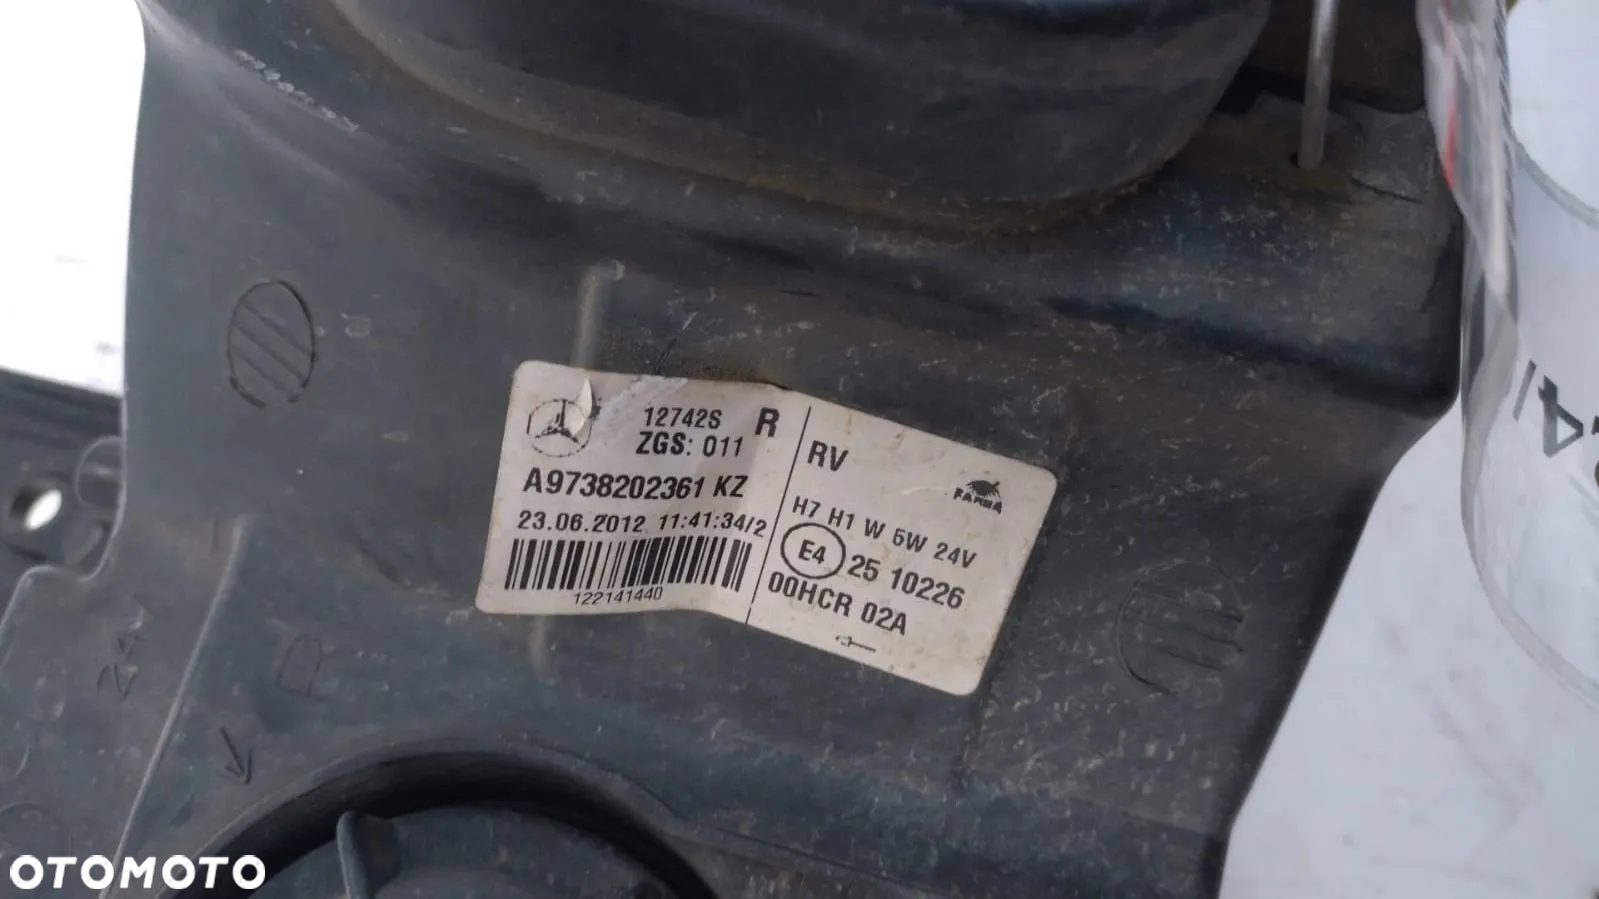 12742S R
ZGS: 011
A9738202361 KZ
23.06.2012 11:41:34/2
122141440
RV
FARBA
H7 H1 W 5W 24V
E4 25 10226
00HCR 02A
24V
R
OTOMOTO